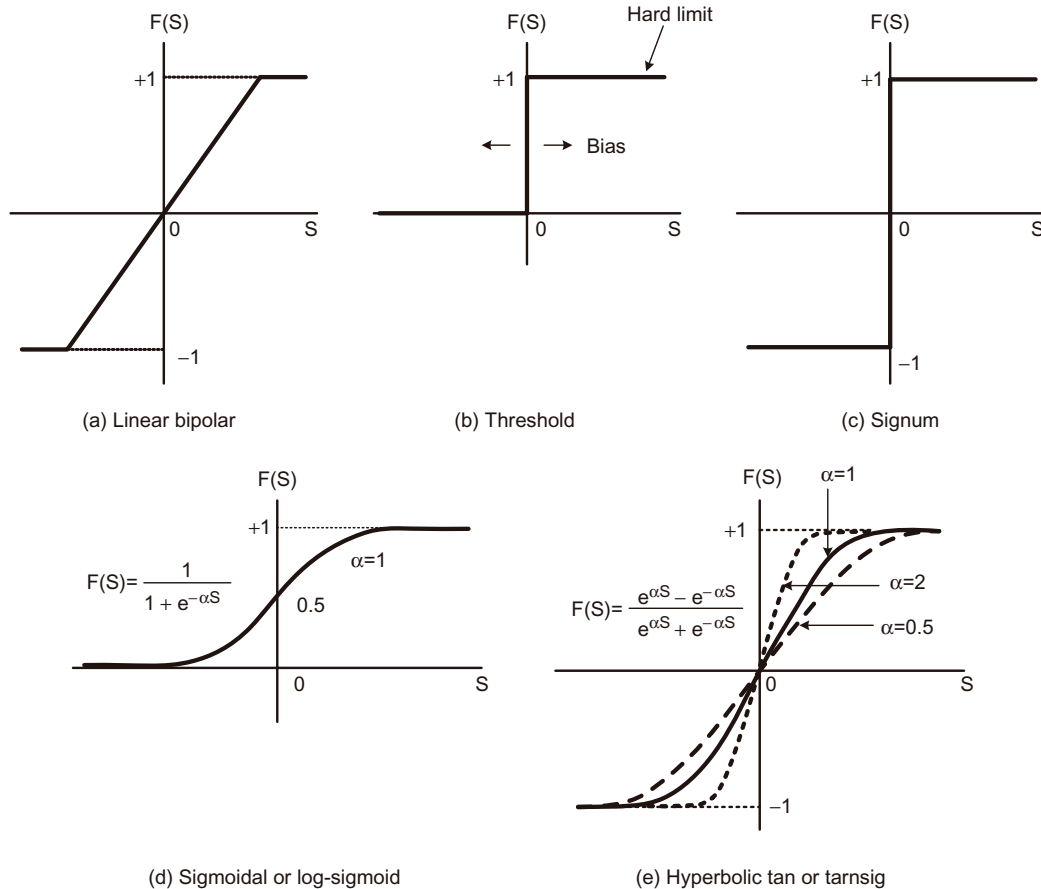 F(S)
+1
0
S
−1
(a) Linear bipolar
F(S)
Hard limit
+1
Bias
0
S
(b) Threshold
F(S)
+1
0
S
−1
(c) Signum
F(S)
+1
α=1
F(S)= 1 / 1 + e^−αS
0.5
0
S
(d) Sigmoidal or log-sigmoid
F(S)
α=1
+1
α=2
F(S)= e^αS − e^−αS / e^αS + e^−αS
α=0.5
0
S
−1
(e) Hyperbolic tan or tarnsig